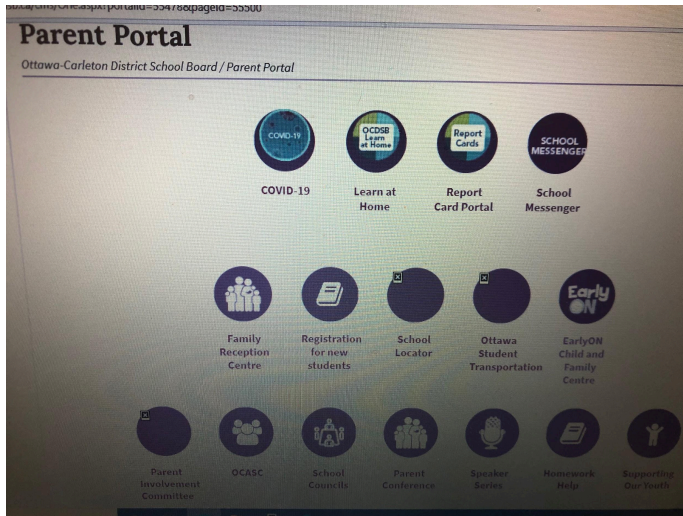 Parent Portal
Ottawa-Carleton District School Board / Parent Portal
COVID-19
OCDSB
Learn
at Home
Report
Cards
SCHOOL
MESSENGER
COVID-19
Learn at
Home
Report
Card Portal
School
Messenger
Early
ON
Family
Reception
Centre
Registration
for new
students
School
Locator
Ottawa
Student
Transportation
EarlyON
Child and
Family
Centre
Parent
Involvement
Committee
OCASC
School
Councils
Parent
Conference
Speaker
Series
Homework
Help
Supporting
Our Youth